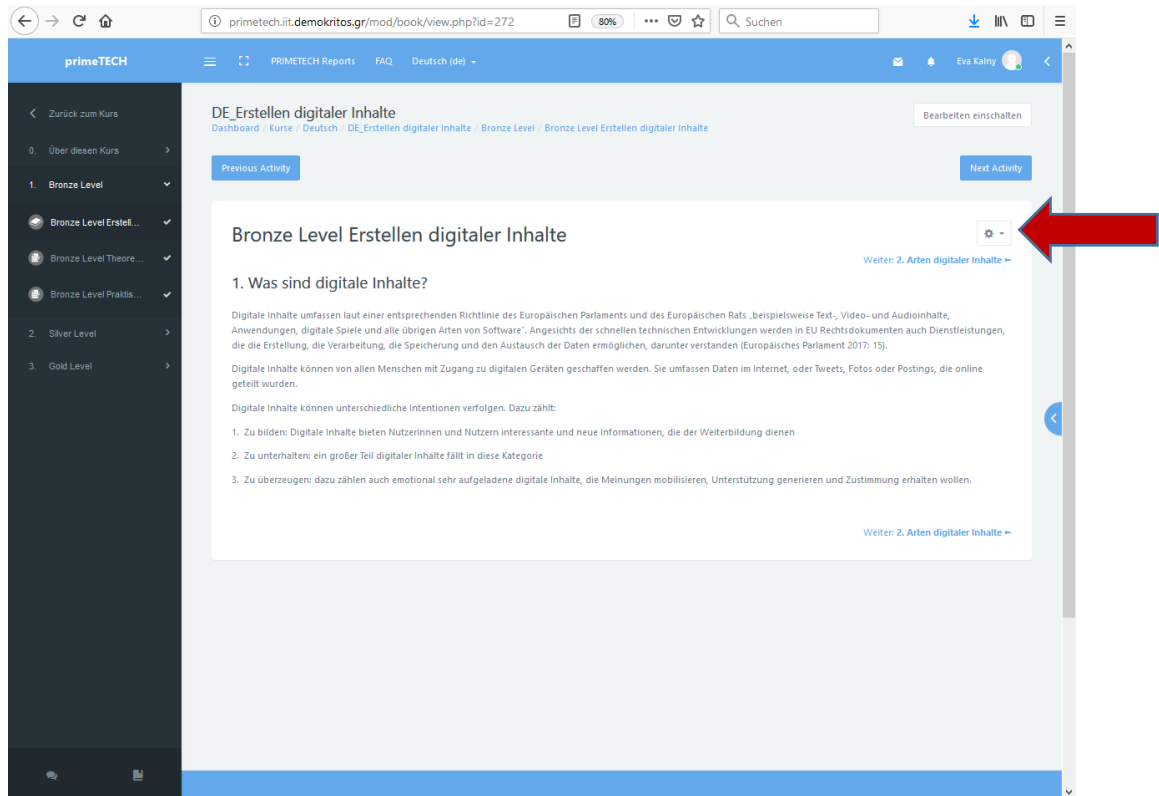 primetech.iit.demokritos.gr/mod/book/view.php?id=272
80%
Suchen
primeTECH
PRIMETECH Reports FAQ Deutsch (de)
Eva Kalny
Zurück zum Kurs
0. Über diesen Kurs
1. Bronze Level
Bronze Level Erstell...
Bronze Level Theore...
Bronze Level Praktis...
2. Silver Level
3. Gold Level
DE_Erstellen digitaler Inhalte
Dashboard / Kurse / Deutsch / DE_Erstellen digitaler Inhalte / Bronze Level / Bronze Level Erstellen digitaler Inhalte
Bearbeiten einschalten
Previous Activity
Next Activity
Bronze Level Erstellen digitaler Inhalte
Weiter: 2. Arten digitaler Inhalte
1. Was sind digitale Inhalte?
Digitale Inhalte umfassen laut einer entsprechenden Richtlinie des Europäischen Parlaments und des Europäischen Rats „beispielsweise Text-, Video- und Audioinhalte,
Anwendungen, digitale Spiele und alle übrigen Arten von Software“. Angesichts der schnellen technischen Entwicklungen werden in EU Rechtsdokumenten auch Dienstleistungen,
die die Erstellung, die Verarbeitung, die Speicherung und den Austausch der Daten ermöglichen, darunter verstanden (Europäisches Parlament 2017: 15).
Digitale Inhalte können von allen Menschen mit Zugang zu digitalen Geräten geschaffen werden. Sie umfassen Daten im Internet, oder Tweets, Fotos oder Postings, die online
geteilt wurden.
Digitale Inhalte können unterschiedliche Intentionen verfolgen. Dazu zählt:
1. Zu bilden: Digitale Inhalte bieten Nutzerinnen und Nutzern interessante und neue Informationen, die der Weiterbildung dienen
2. Zu unterhalten: ein großer Teil digitaler Inhalte fällt in diese Kategorie
3. Zu überzeugen: dazu zählen auch emotional sehr aufgeladene digitale Inhalte, die Meinungen mobilisieren, Unterstützung generieren und Zustimmung erhalten wollen.
Weiter: 2. Arten digitaler Inhalte